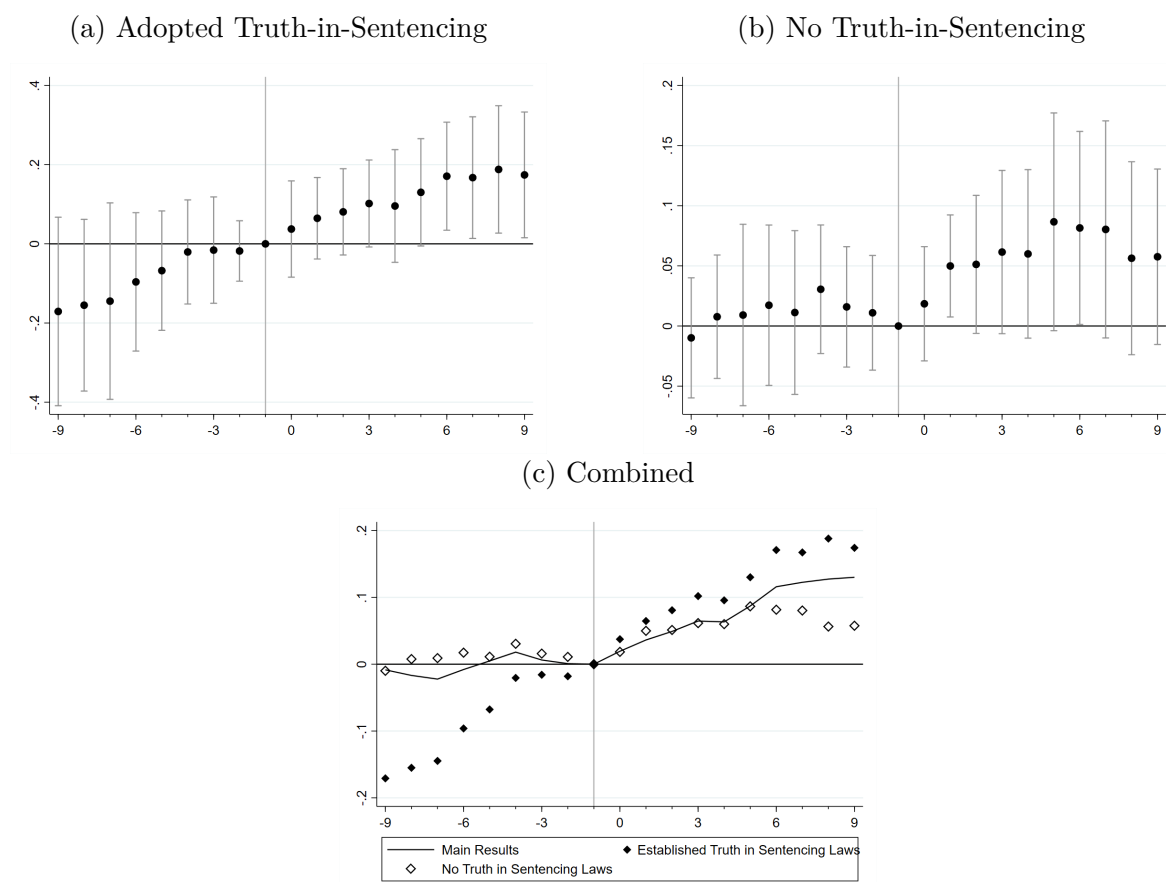 (a) Adopted Truth-in-Sentencing
(b) No Truth-in-Sentencing
.4
.2
0
-.2
-.4
-9 -6 -3 0 3 6 9
.2
.15
.1
.05
0
-.05
-9 -6 -3 0 3 6 9
(c) Combined
.2
.1
0
-.1
-.2
-9 -6 -3 0 3 6 9
Main Results
Established Truth in Sentencing Laws
No Truth in Sentencing Laws